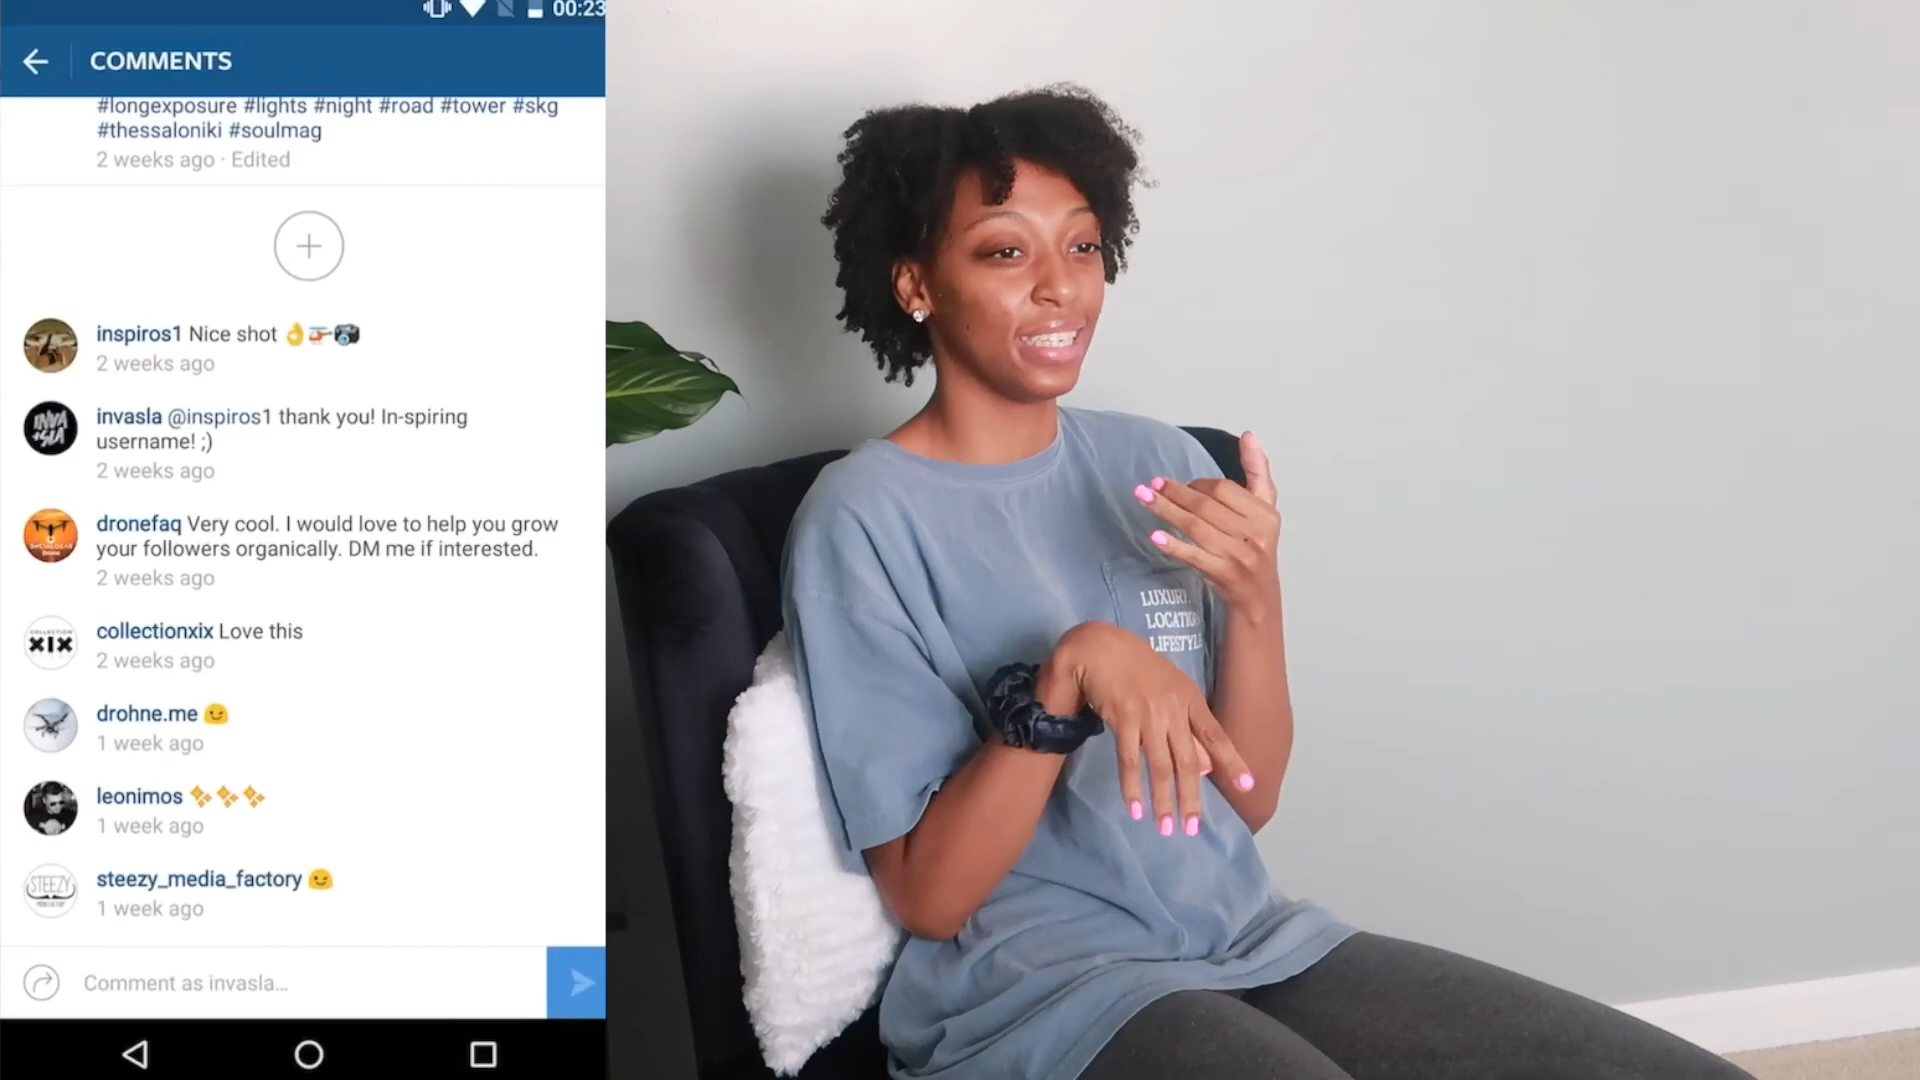 00:23
COMMENTS
#longexposure #lights #night #road #tower #skg
#thessaloniki #soulmag
2 weeks ago · Edited
inspiros1 Nice shot 👌🚁📷
2 weeks ago
invasla @inspiros1 thank you! In-spiring
username! ;)
2 weeks ago
dronefaq Very cool. I would love to help you grow
your followers organically. DM me if interested.
2 weeks ago
COLLECTION
XIX
collectionxix Love this
2 weeks ago
drohne.me 😉
1 week ago
leonimos ✨✨✨
1 week ago
STEEZY
steezy_media_factory 😉
1 week ago
Comment as invasla...
LUXURY
LOCATION
LIFESTYLE